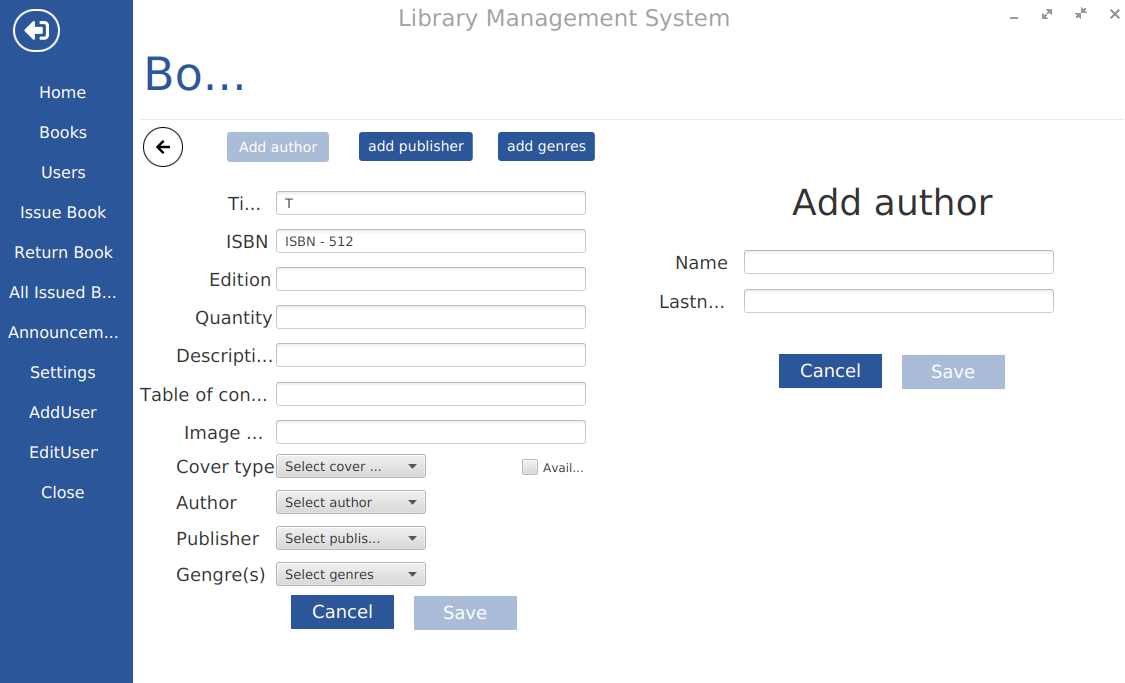 Library Management System
Home
Books
Users
Issue Book
Return Book
All Issued B...
Announcem...
Settings
AddUser
EditUser
Close
Bo...
Add author
add publisher
add genres
Ti...
T
ISBN
ISBN - 512
Edition
Quantity
Descripti...
Table of con...
Image ...
Cover type
Select cover ...
Avail...
Author
Select author
Publisher
Select publis...
Gengre(s)
Select genres
Cancel
Save
Add author
Name
Lastn...
Cancel
Save